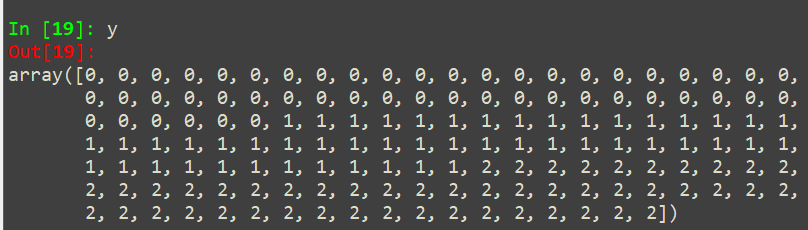 In [19]: y
Out[19]:
array([0, 0, 0, 0, 0, 0, 0, 0, 0, 0, 0, 0, 0, 0, 0, 0, 0, 0, 0, 0, 0, 0,
0, 0, 0, 0, 0, 0, 0, 0, 0, 0, 0, 0, 0, 0, 0, 0, 0, 0, 0, 0, 0, 0,
0, 0, 0, 0, 0, 0, 1, 1, 1, 1, 1, 1, 1, 1, 1, 1, 1, 1, 1, 1, 1, 1,
1, 1, 1, 1, 1, 1, 1, 1, 1, 1, 1, 1, 1, 1, 1, 1, 1, 1, 1, 1, 1, 1,
1, 1, 1, 1, 1, 1, 1, 1, 1, 1, 1, 1, 2, 2, 2, 2, 2, 2, 2, 2, 2, 2,
2, 2, 2, 2, 2, 2, 2, 2, 2, 2, 2, 2, 2, 2, 2, 2, 2, 2, 2, 2, 2, 2,
2, 2, 2, 2, 2, 2, 2, 2, 2, 2, 2, 2, 2, 2, 2, 2, 2, 2])